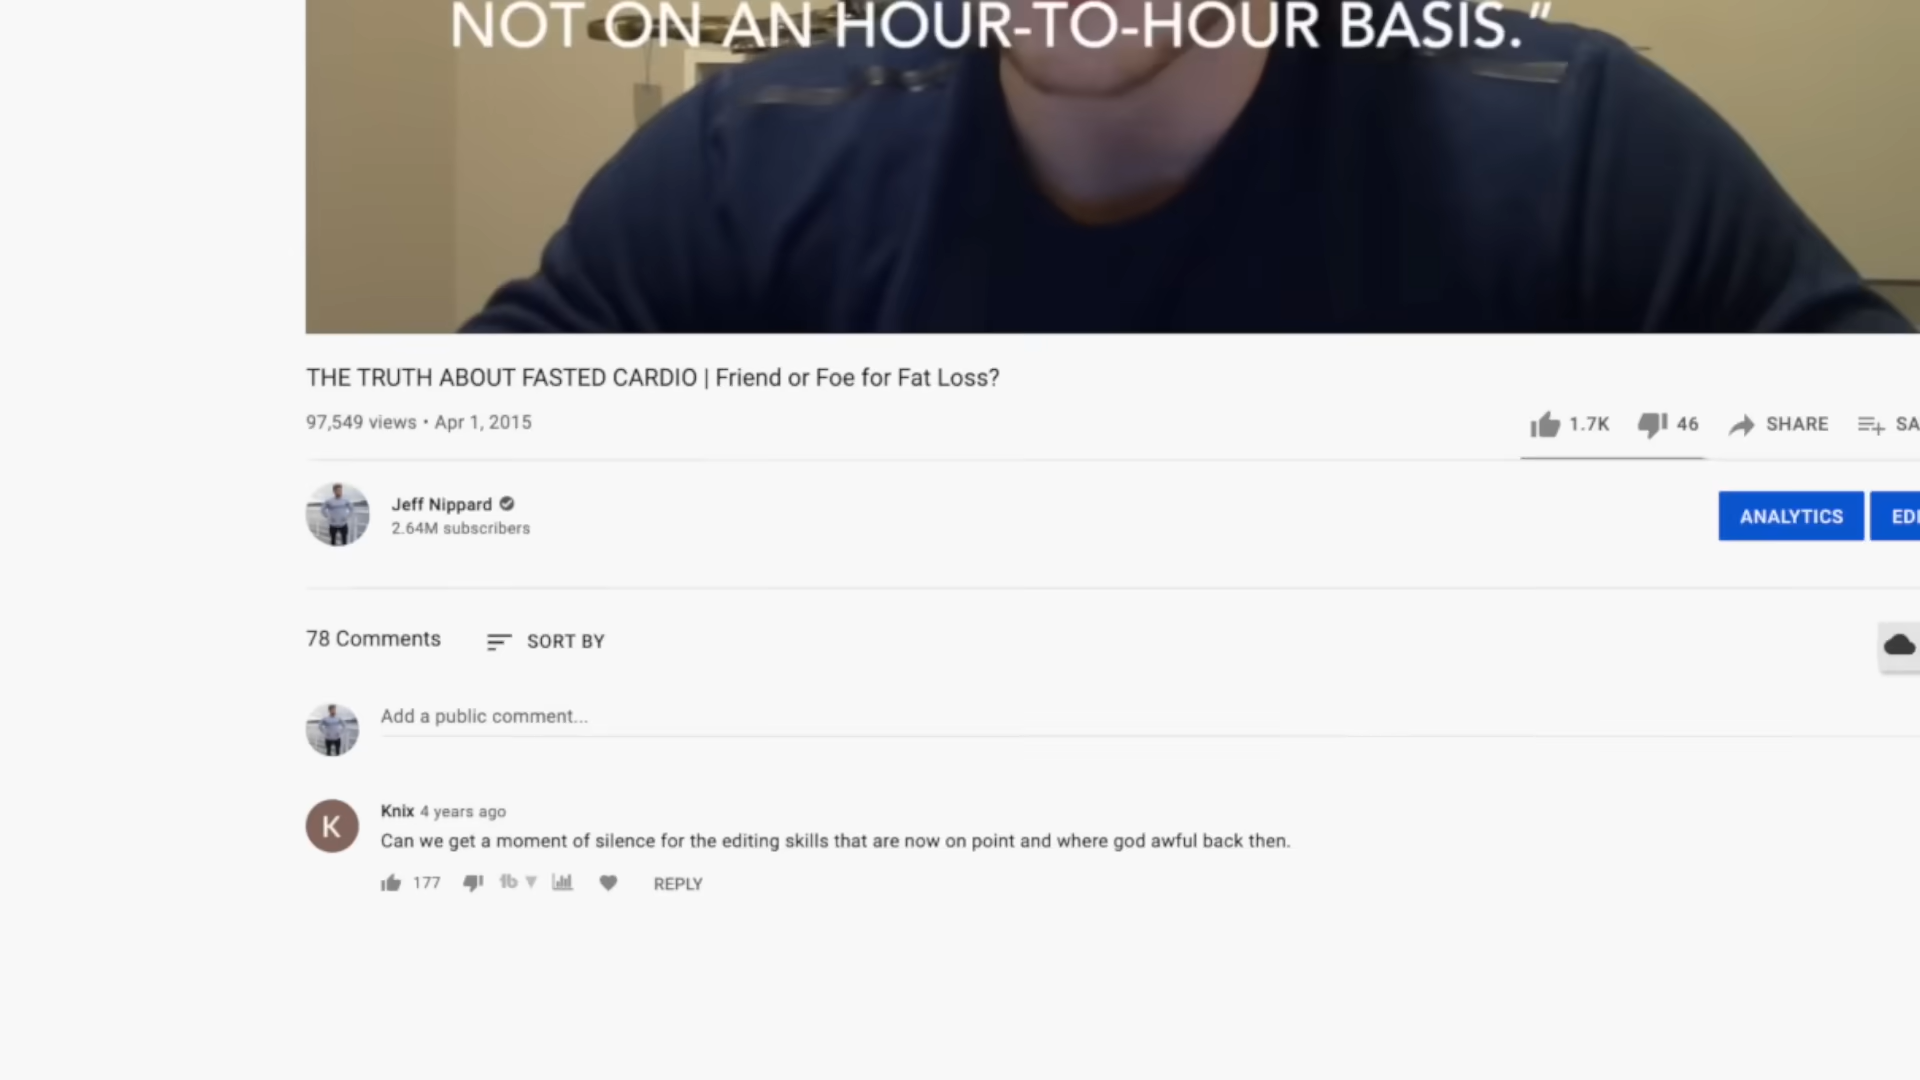 NOT ON AN HOUR-TO-HOUR BASIS.”
THE TRUTH ABOUT FASTED CARDIO | Friend or Foe for Fat Loss?
97,549 views • Apr 1, 2015
1.7K
46
SHARE
SA
Jeff Nippard
2.64M subscribers
ANALYTICS
EDI
78 Comments
SORT BY
Add a public comment...
K
Knix 4 years ago
Can we get a moment of silence for the editing skills that are now on point and where god awful back then.
177
tb
REPLY